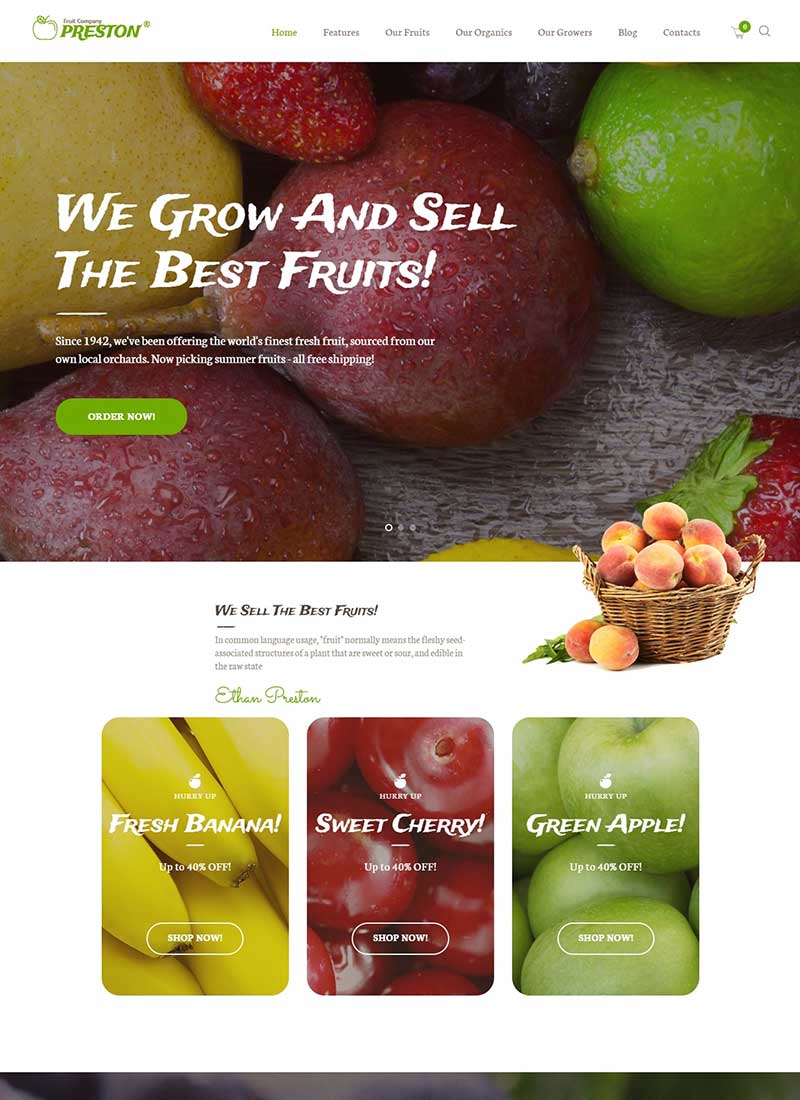 Fruit Company
PRESTON®
Home Features Our Fruits Our Organics Our Growers Blog Contacts
0
We Grow And Sell
The Best Fruits!
Since 1942, we've been offering the world's finest fresh fruit, sourced from our
own local orchards. Now picking summer fruits - all free shipping!
ORDER NOW!
We Sell The Best Fruits!
In common language usage, "fruit" normally means the fleshy seed-
associated structures of a plant that are sweet or sour, and edible in
the raw state
Ethan Preston
HURRY UP
Fresh Banana!
Up to 40% OFF!
SHOP NOW!
HURRY UP
Sweet Cherry!
Up to 40% OFF!
SHOP NOW!
HURRY UP
Green Apple!
Up to 40% OFF!
SHOP NOW!